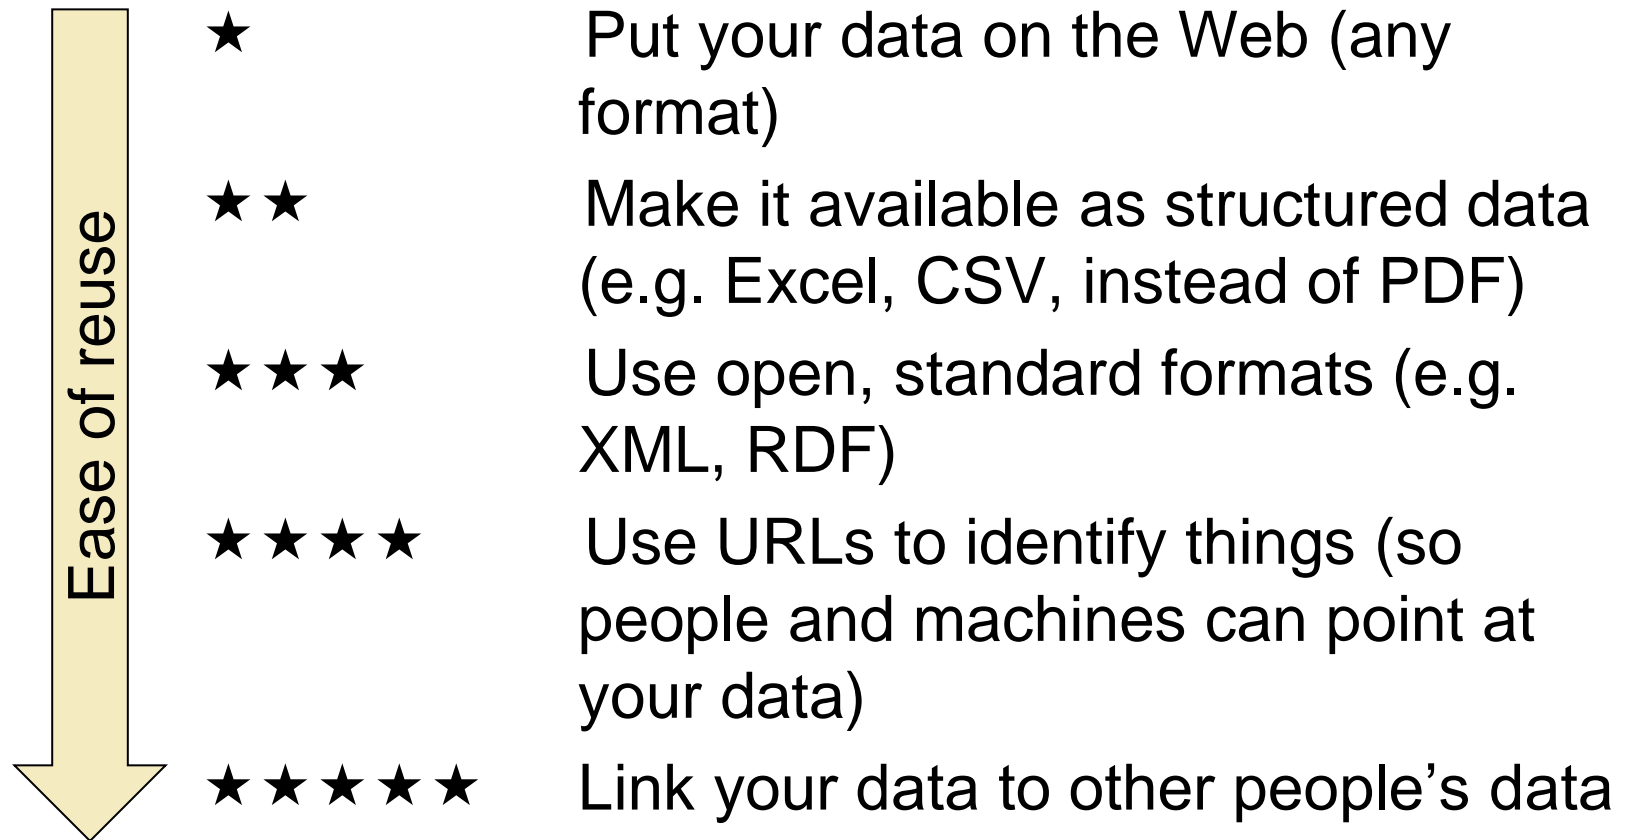 Ease of reuse
★ Put your data on the Web (any
format)
★★ Make it available as structured data
(e.g. Excel, CSV, instead of PDF)
★★★ Use open, standard formats (e.g.
XML, RDF)
★★★★ Use URLs to identify things (so
people and machines can point at
your data)
★★★★★ Link your data to other people’s data